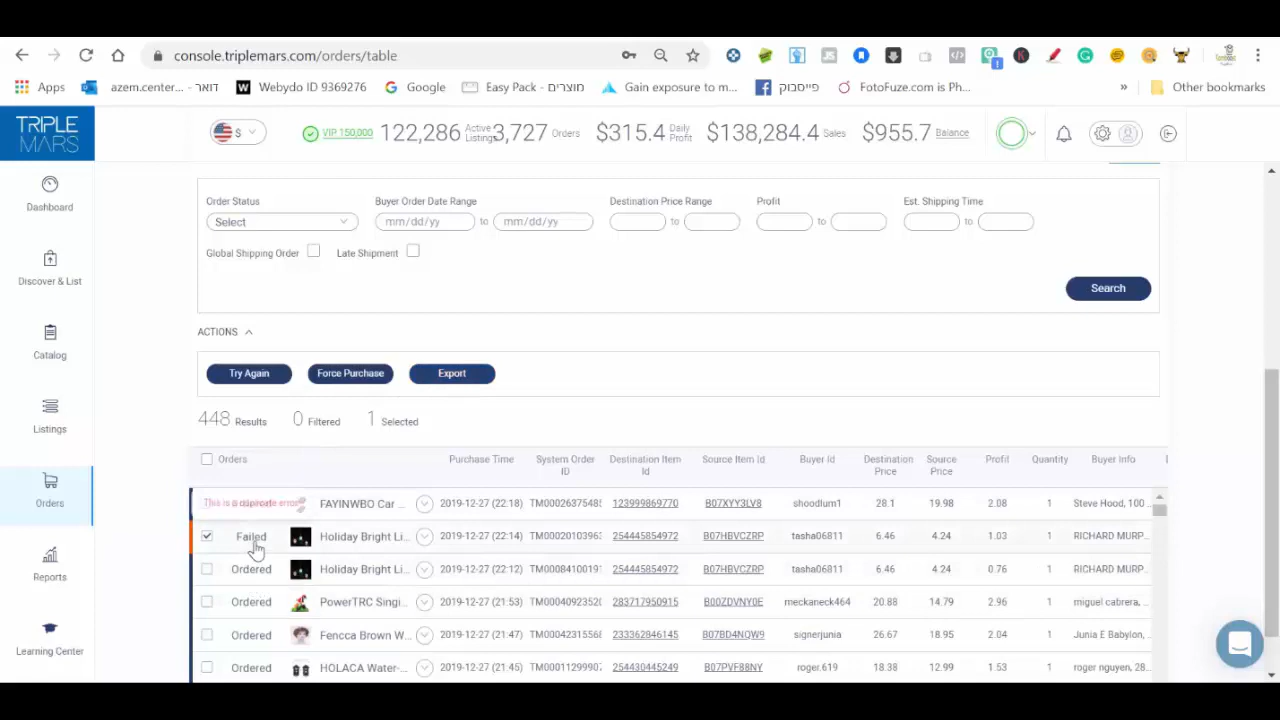 console.triplemars.com/orders/table
Apps azem.center... - דואר W Webydo ID 9369276 Google Easy Pack - מוצרים Gain exposure to m... פייסבוק FotoFuze.com is Ph... » Other bookmarks
TRIPLE MARS
$ VIP 150,000 122,286 Active Listings 3,727 Orders $315.4 Daily Profit $138,284.4 Sales $955.7 Balance
Dashboard
Discover & List
Catalog
Listings
Orders
Reports
Learning Center
Order Status Buyer Order Date Range Destination Price Range Profit Est. Shipping Time
Select mm/dd/yy to mm/dd/yy to to to
Global Shipping Order Late Shipment
Search
ACTIONS
Try Again Force Purchase Export
448 Results 0 Filtered 1 Selected
Orders Purchase Time System Order ID Destination Item Id Source Item Id Buyer Id Destination Price Source Price Profit Quantity Buyer Info
This is a duplicate error FAYINWBO Car ... 2019-12-27 (22:18) TM0002637548 123999869770 B07XYY3LV8 shoodlum1 28.1 19.98 2.08 1 Steve Hood, 100
Failed Holiday Bright Li... 2019-12-27 (22:14) TM0002010396 254445854972 B07HBVCZRP tasha06811 6.46 4.24 1.03 1 RICHARD MURP...
Ordered Holiday Bright Li... 2019-12-27 (22:12) TM0008410019 254445854972 B07HBVCZRP tasha06811 6.46 4.24 0.76 1 RICHARD MURP...
Ordered PowerTRC Singi... 2019-12-27 (21:53) TM0004092352 283717950915 B00ZDVNY0E meckaneck464 20.88 14.79 2.96 1 miguel cabrera, ...
Ordered Fencca Brown W... 2019-12-27 (21:47) TM0004231556 233362846145 B07BD4NQW9 signerjunia 26.67 18.95 2.04 1 Junia E Babylon, ...
Ordered HOLACA Water-... 2019-12-27 (21:45) TM0001129990 254430445249 B07PVF88NY roger.619 18.38 12.99 1.53 1 roger nguyen, 28...